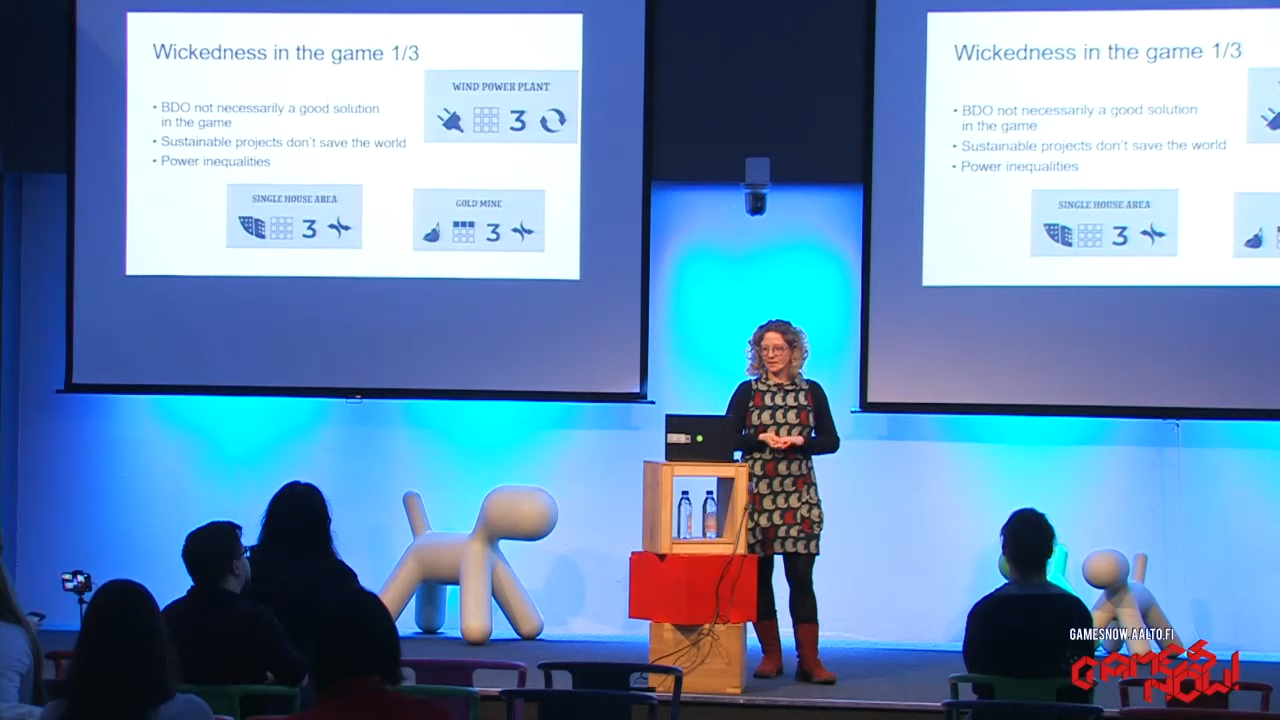 Wickedness in the game 1/3
WIND POWER PLANT
3
• BDO not necessarily a good solution
in the game
• Sustainable projects don't save the world
• Power inequalities
SINGLE HOUSE AREA
3
GOLD MINE
3
Wickedness in the game 1/3
• BDO not necessarily a good solution
in the game
• Sustainable projects don't save the world
• Power inequalities
SINGLE HOUSE AREA
3
GAMESNOW.AALTO.FI
GAMES
NOW!